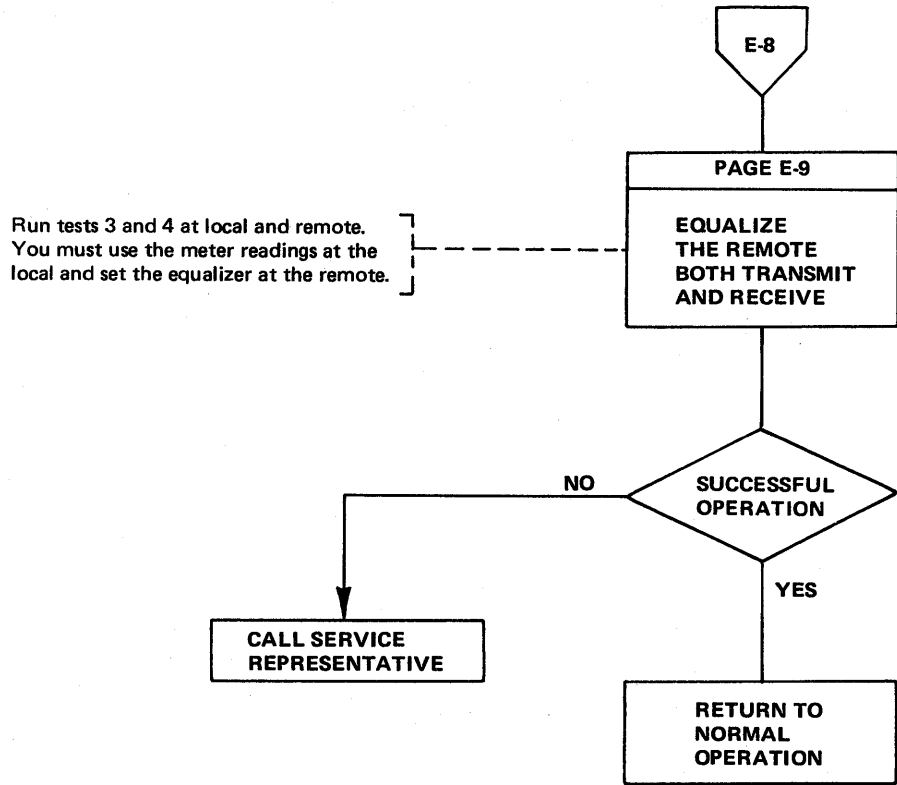 E-8
PAGE E-9
Run tests 3 and 4 at local and remote.
You must use the meter readings at the
local and set the equalizer at the remote.
EQUALIZE
THE REMOTE
BOTH TRANSMIT
AND RECEIVE
NO
SUCCESSFUL
OPERATION
YES
CALL SERVICE
REPRESENTATIVE
RETURN TO
NORMAL
OPERATION